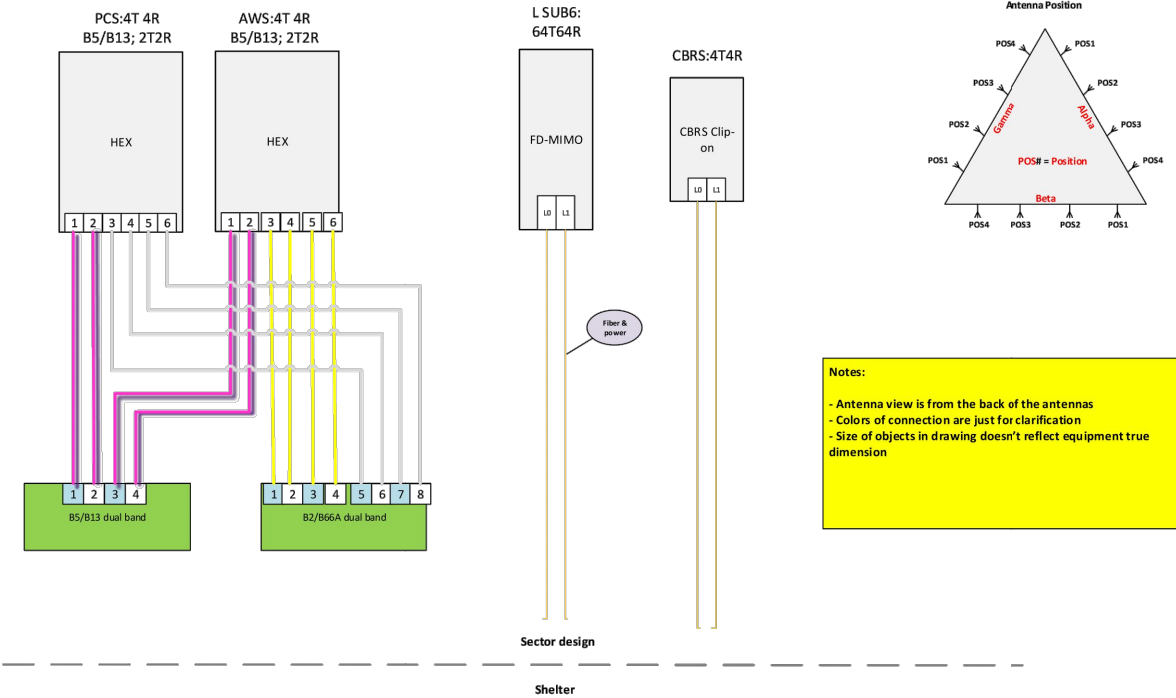 PCS:4T 4R
B5/B13; 2T2R
AWS:4T 4R
B5/B13; 2T2R
L SUB6:
64T64R
CBRS:4T4R
HEX
HEX
FD-MIMO
CBRS Clip-
on
1 2 3 4 5 6
1 2 3 4 5 6
L0 L1
L0 L1
Fiber &
power
1 2 3 4
B5/B13 dual band
1 2 3 4 5 6 7 8
B2/B66A dual band
Antenna Position
POS4
POS3
POS2
POS1
Gamma
POS1
POS2
POS3
POS4
Alpha
POS# = Position
Beta
POS4 POS3 POS2 POS1
Notes:
- Antenna view is from the back of the antennas
- Colors of connection are just for clarification
- Size of objects in drawing doesn't reflect equipment true
dimension
Sector design
Shelter